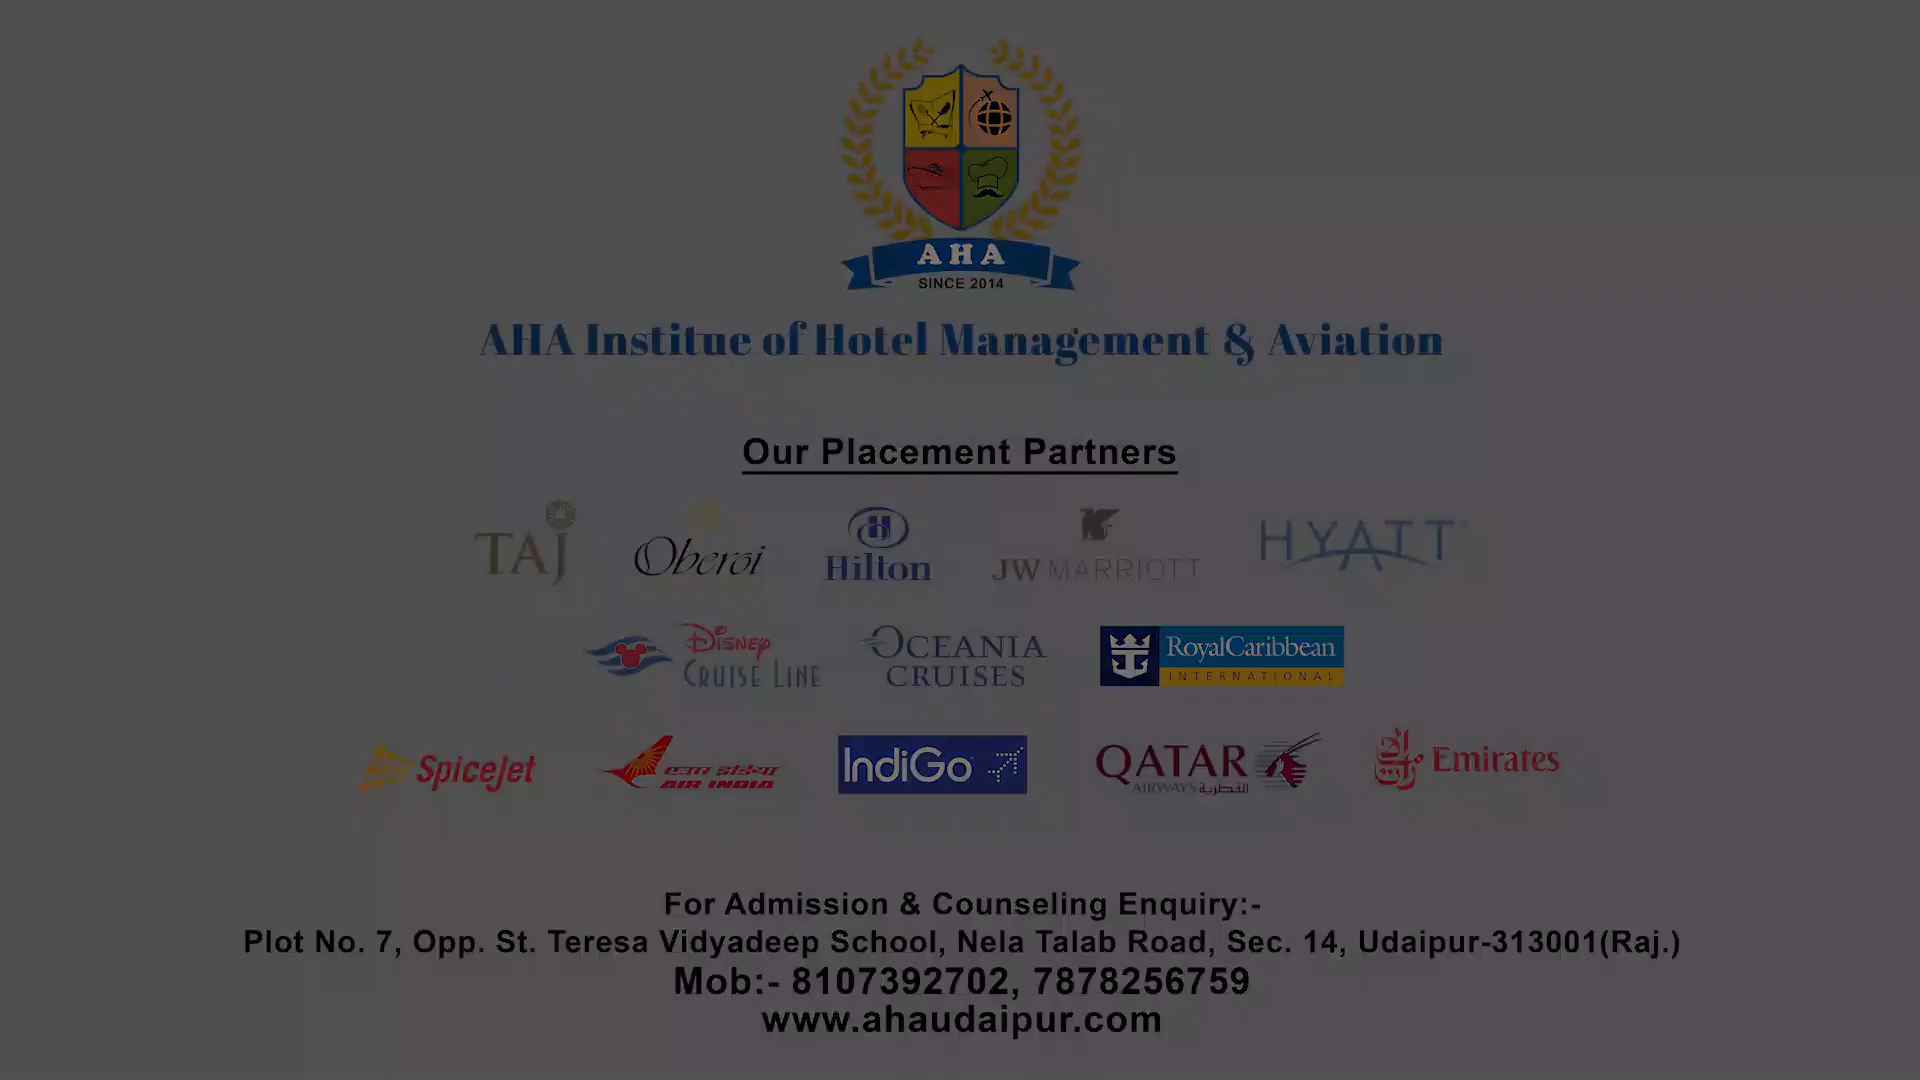 AHA
SINCE 2014
AHA Institue of Hotel Management & Aviation
Our Placement Partners
TAJ Oberoi Hilton JW MARRIOTT HYATT
DISNEY CRUISE LINE OCEANIA CRUISES RoyalCaribbean INTERNATIONAL
SpiceJet एअर इंडिया AIR INDIA IndiGo QATAR AIRWAYS القطرية Emirates
For Admission & Counseling Enquiry:-
Plot No. 7, Opp. St. Teresa Vidyadeep School, Nela Talab Road, Sec. 14, Udaipur-313001(Raj.)
Mob:- 8107392702, 7878256759
www.ahaudaipur.com